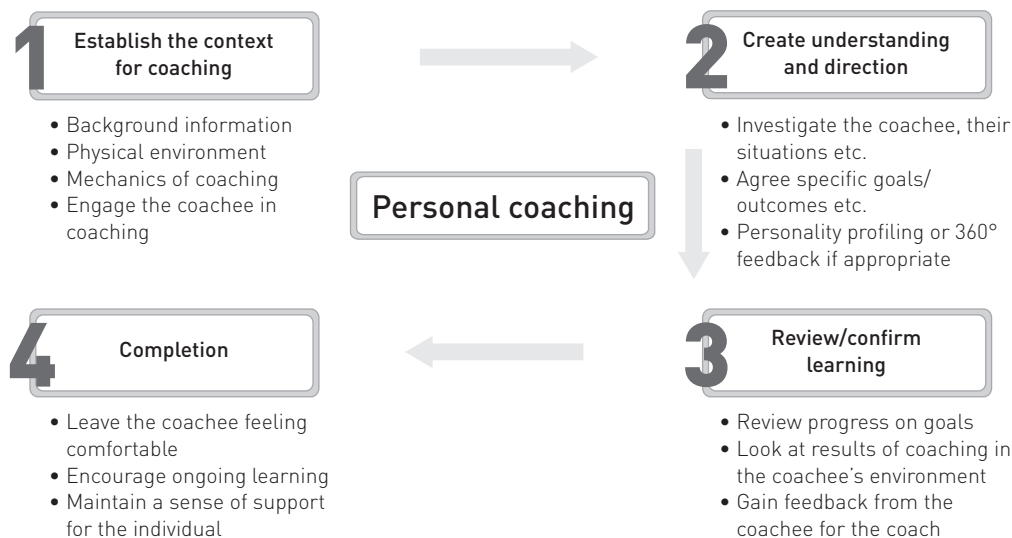 1
Establish the context
for coaching
• Background information
• Physical environment
• Mechanics of coaching
• Engage the coachee in
coaching
2
Create understanding
and direction
• Investigate the coachee, their
situations etc.
• Agree specific goals/
outcomes etc.
• Personality profiling or 360°
feedback if appropriate
Personal coaching
3
Review/confirm
learning
• Review progress on goals
• Look at results of coaching in
the coachee's environment
• Gain feedback from the
coachee for the coach
4
Completion
• Leave the coachee feeling
comfortable
• Encourage ongoing learning
• Maintain a sense of support
for the individual